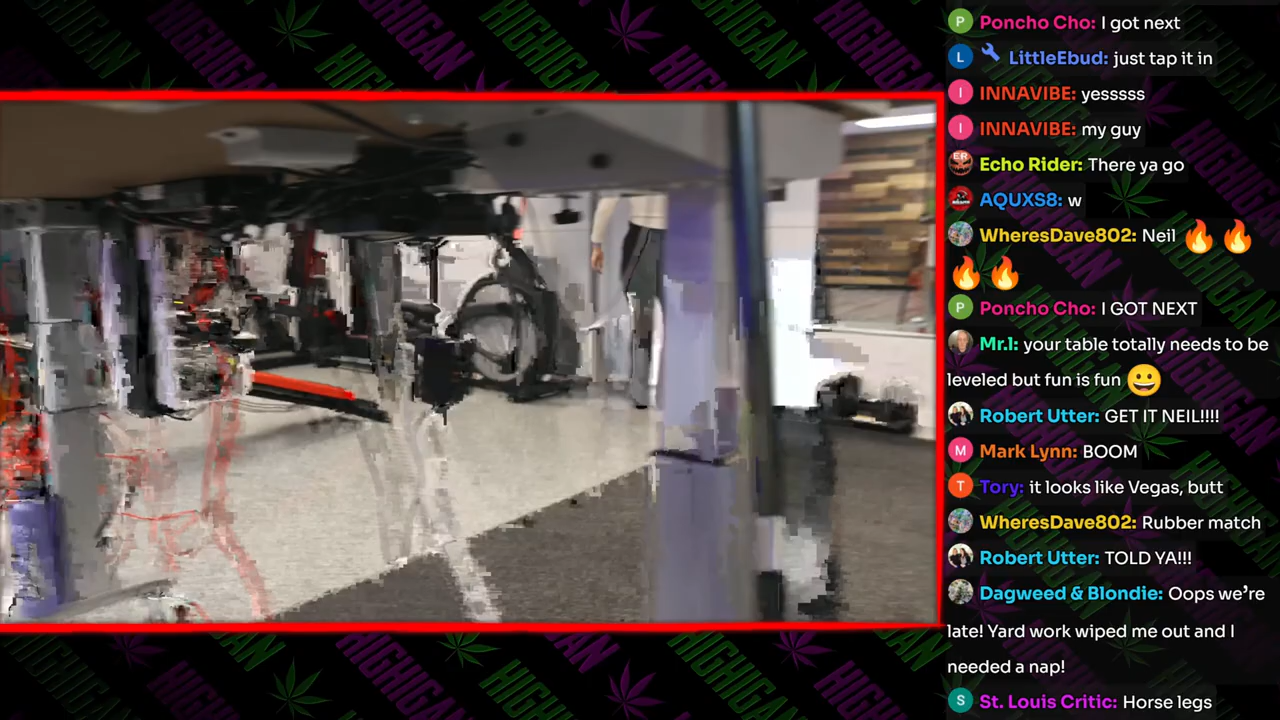 HIGHIGAN
P Poncho Cho: I got next
L LittleEbud: just tap it in
I INNAVIBE: yesssss
I INNAVIBE: my guy
ER Echo Rider: There ya go
AQUXS8: w
WheresDave802: Neil 🔥 🔥
🔥 🔥
P Poncho Cho: I GOT NEXT
Mr.l: your table totally needs to be
leveled but fun is fun 😀
Robert Utter: GET IT NEIL!!!!
M Mark Lynn: BOOM
T Tory: it looks like Vegas, butt
WheresDave802: Rubber match
Robert Utter: TOLD YA!!!
Dagweed & Blondie: Oops we’re
late! Yard work wiped me out and I
needed a nap!
S St. Louis Critic: Horse legs